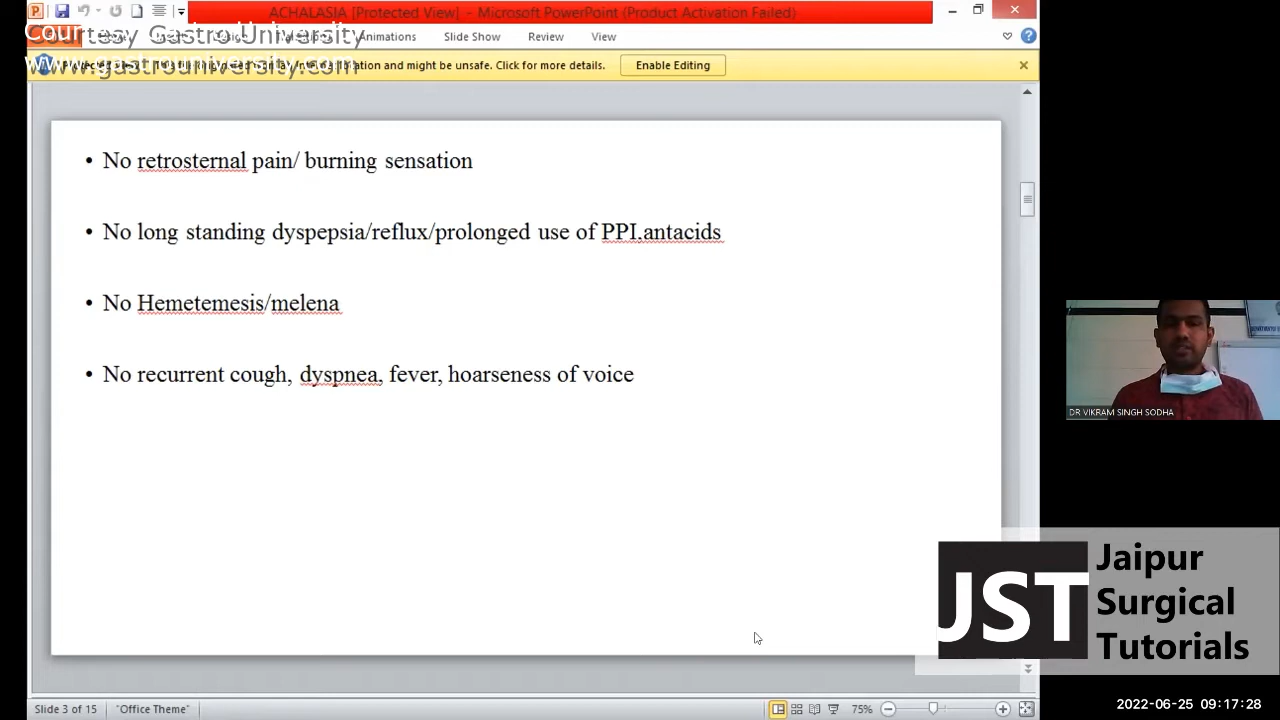 ACHALASIA [Protected View] - Microsoft PowerPoint (Product Activation Failed)
Courtesy GastroUniversity
www.gastrouniversity.com
Animations Slide Show Review View
and might be unsafe. Click for more details. Enable Editing
• No retrosternal pain/ burning sensation
• No long standing dyspepsia/reflux/prolonged use of PPI,antacids
• No Hemetemesis/melena
• No recurrent cough, dyspnea, fever, hoarseness of voice
DR VIKRAM SINGH SODHA
JST
Jaipur
Surgical
Tutorials
Slide 3 of 15 "Office Theme" 75%
2022-06-25 09:17:28